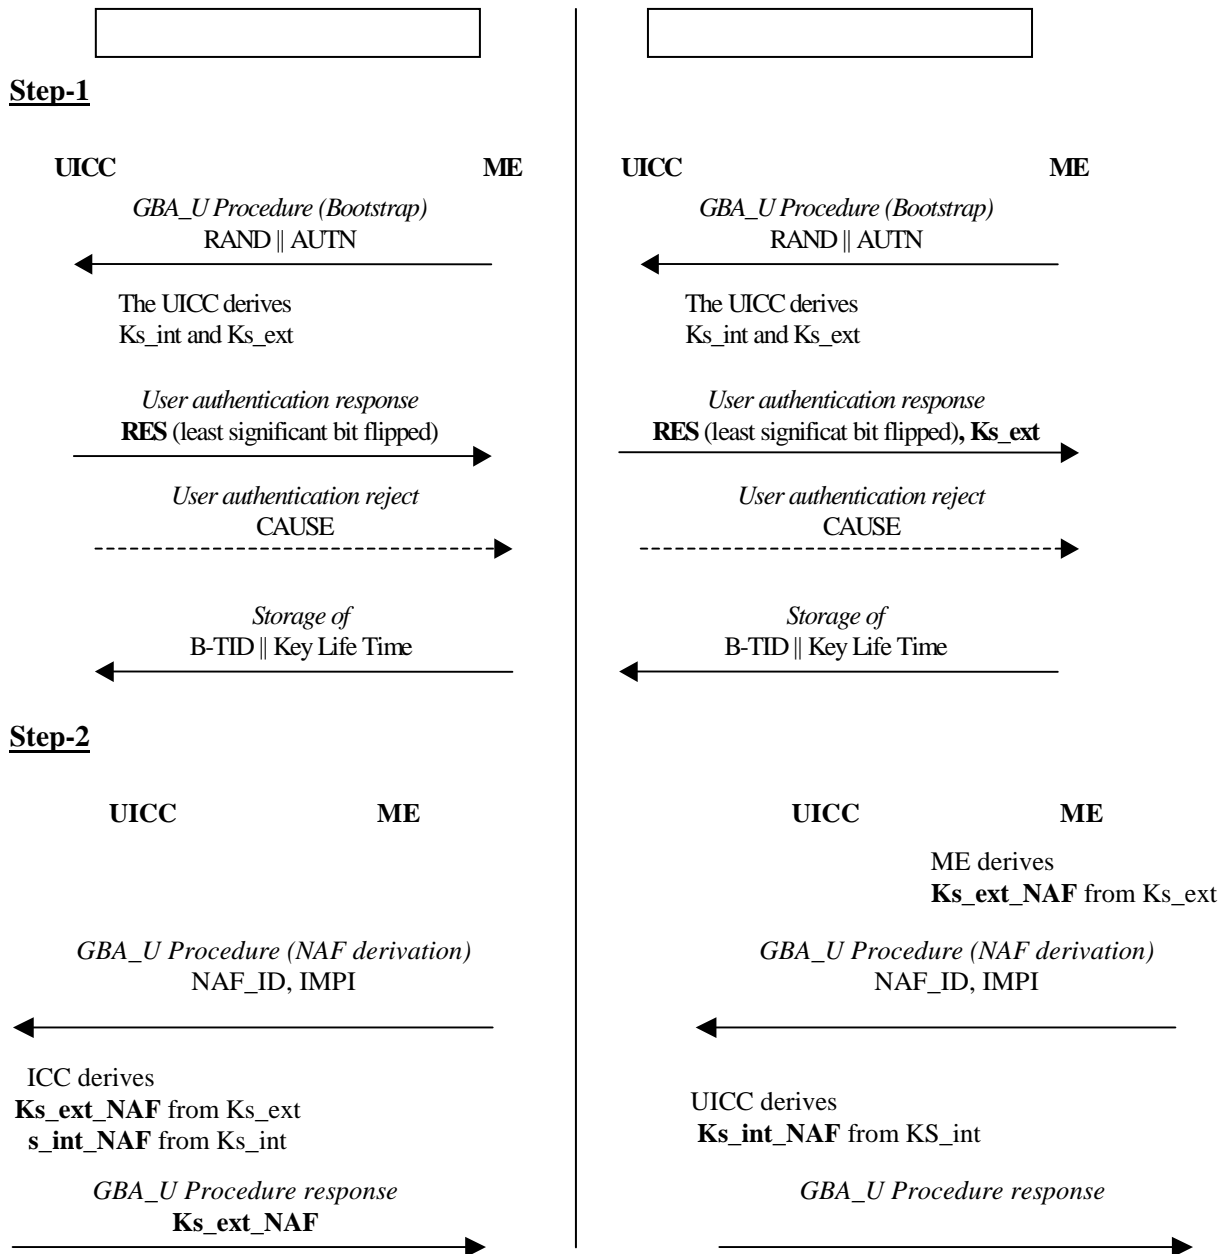 Step-1
UICC ME
GBA_U Procedure (Bootstrap)
RAND || AUTN
The UICC derives
Ks_int and Ks_ext
User authentication response
RES (least significant bit flipped)
User authentication reject
CAUSE
Storage of
B-TID || Key Life Time
UICC ME
GBA_U Procedure (Bootstrap)
RAND || AUTN
The UICC derives
Ks_int and Ks_ext
User authentication response
RES (least significat bit flipped), Ks_ext
User authentication reject
CAUSE
Storage of
B-TID || Key Life Time
Step-2
UICC ME
GBA_U Procedure (NAF derivation)
NAF_ID, IMPI
ICC derives
Ks_ext_NAF from Ks_ext
s_int_NAF from Ks_int
GBA_U Procedure response
Ks_ext_NAF
UICC ME
ME derives
Ks_ext_NAF from Ks_ext
GBA_U Procedure (NAF derivation)
NAF_ID, IMPI
UICC derives
Ks_int_NAF from KS_int
GBA_U Procedure response